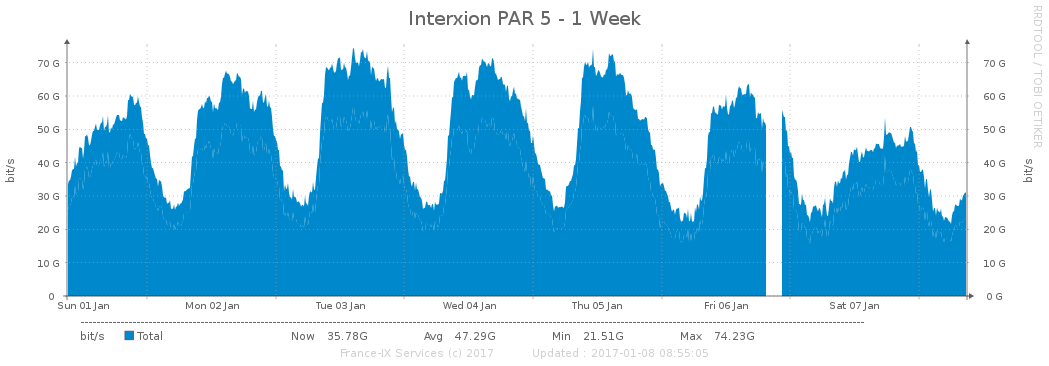 Interxion PAR 5 - 1 Week
RRDTOOL / TOBI OETIKER
bit/s
bit/s
70 G 70 G
60 G 60 G
50 G 50 G
40 G 40 G
30 G 30 G
20 G 20 G
10 G 10 G
0 0 G
Sun 01 Jan Mon 02 Jan Tue 03 Jan Wed 04 Jan Thu 05 Jan Fri 06 Jan Sat 07 Jan
bit/s Total Now 35.78G Avg 47.29G Min 21.51G Max 74.23G
France-IX Services (c) 2017 Updated : 2017-01-08 08:55:05